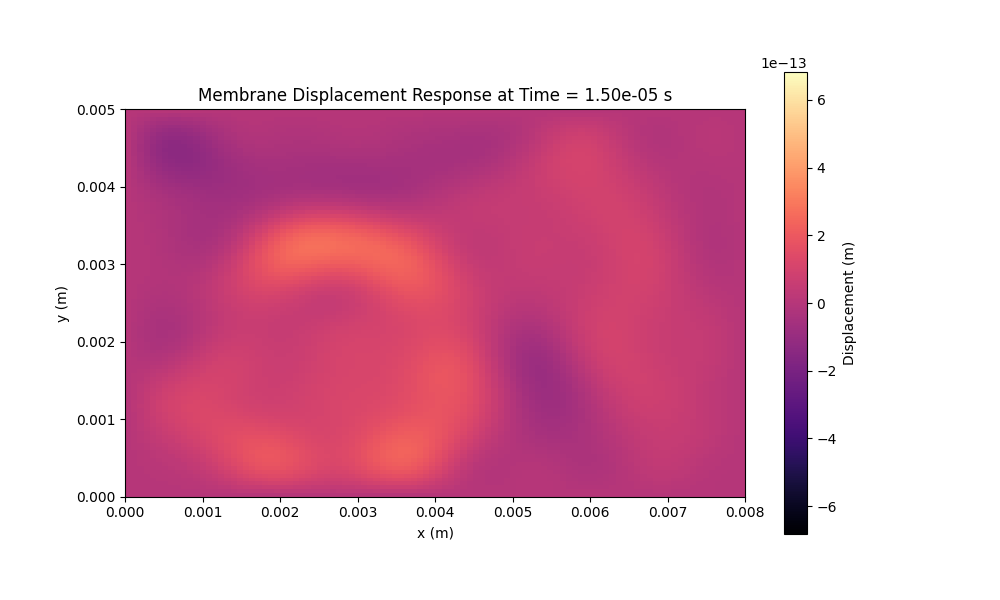 1e−13
Membrane Displacement Response at Time = 1.50e-05 s
0.005
0.004
0.003
0.002
0.001
0.000
y (m)
0.000 0.001 0.002 0.003 0.004 0.005 0.006 0.007 0.008
x (m)
6
4
2
0
−2
−4
−6
Displacement (m)